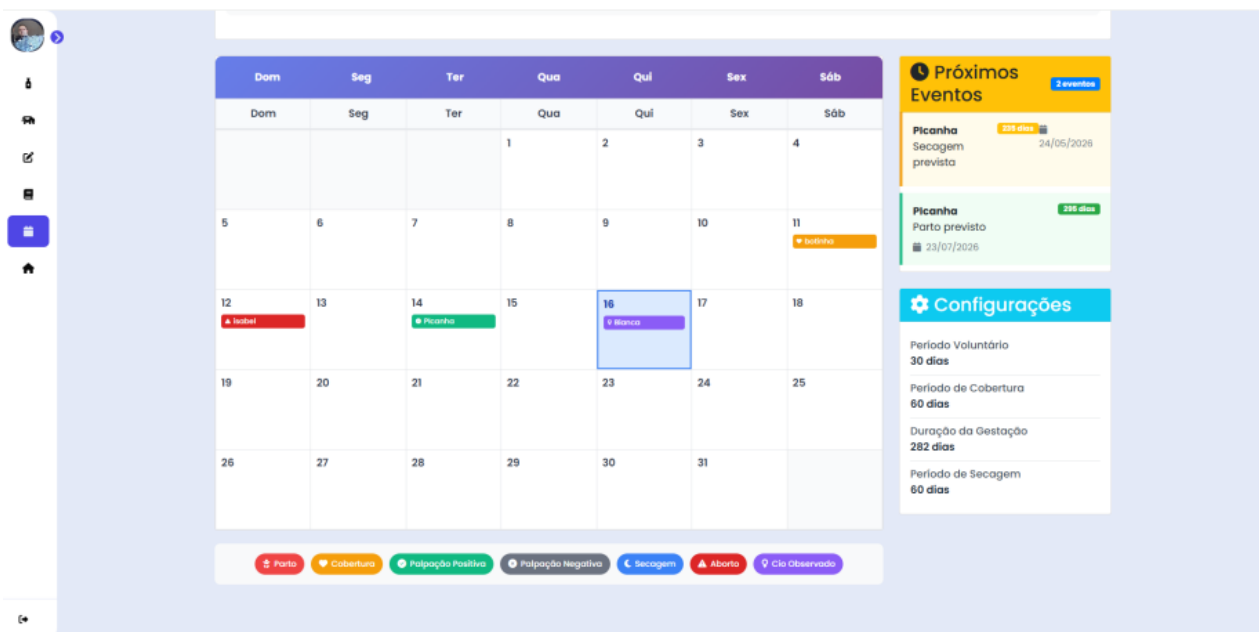 Dom Seg Ter Qua Qui Sex Sáb
Dom Seg Ter Qua Qui Sex Sáb
1 2 3 4
5 6 7 8 9 10 11
botinha
12 13 14 15 16 17 18
Isabel Picanha Bianca
19 20 21 22 23 24 25
26 27 28 29 30 31
Parto Cobertura Palpação Positiva Palpação Negativa Secagem Aborto Cio Observado
Próximos
Eventos
2 eventos
Picanha
Secagem
prevista
24/05/2026
Picanha
Parto previsto
23/07/2026
Configurações
Período Voluntário
30 dias
Período de Cobertura
60 dias
Duração da Gestação
282 dias
Período de Secagem
60 dias